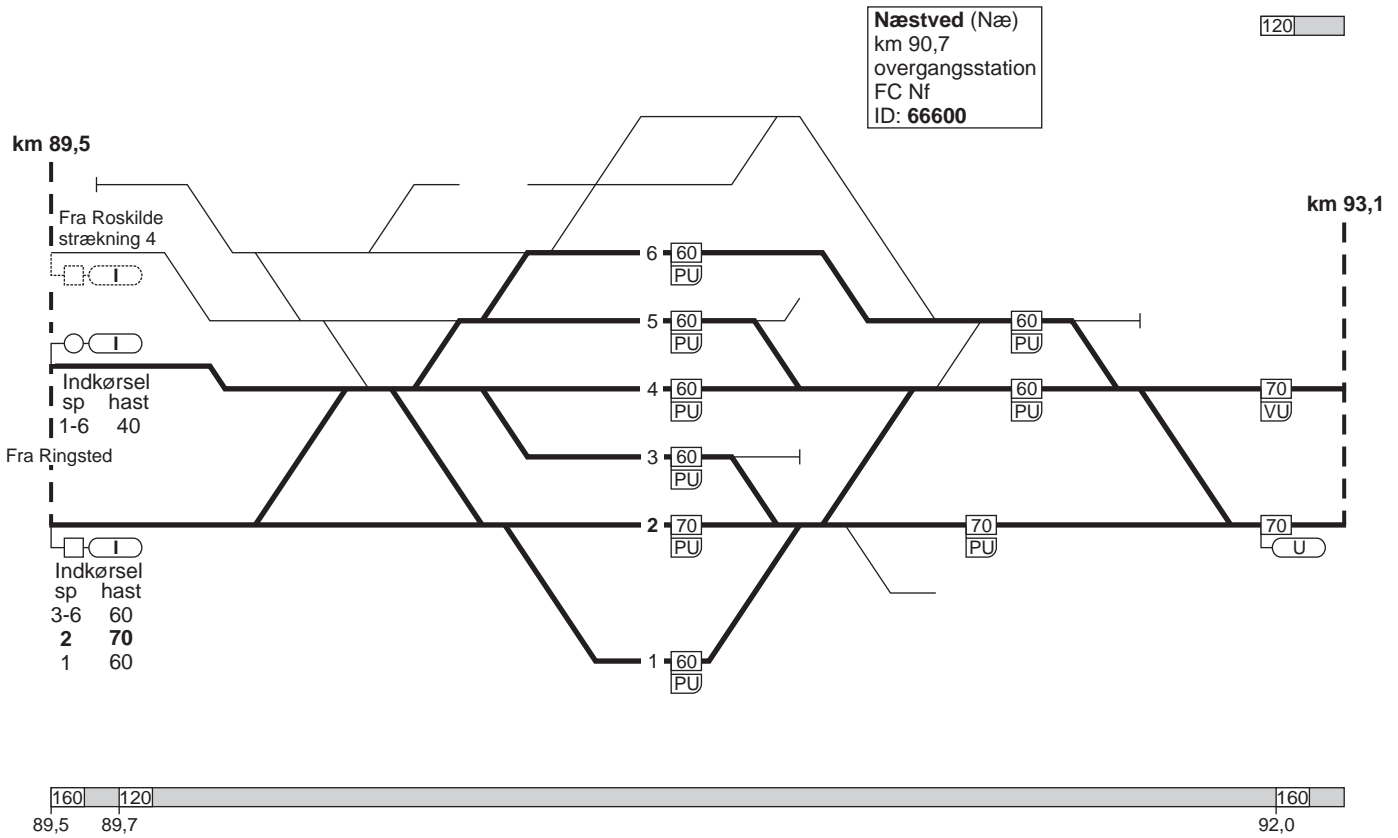 Næstved (Næ)
km 90,7
overgangsstation
FC Nf
ID: 66600
120
km 89,5
km 93,1
Fra Roskilde
strækning 4
I
6 60
PU
5 60
PU
60
PU
I
Indkørsel
sp hast
1-6 40
4 60
PU
60
PU
70
VU
Fra Ringsted
3 60
PU
2 70
PU
70
PU
70
U
I
Indkørsel
sp hast
3-6 60
2 70
1 60
1 60
PU
160 120 160
89,5 89,7 92,0